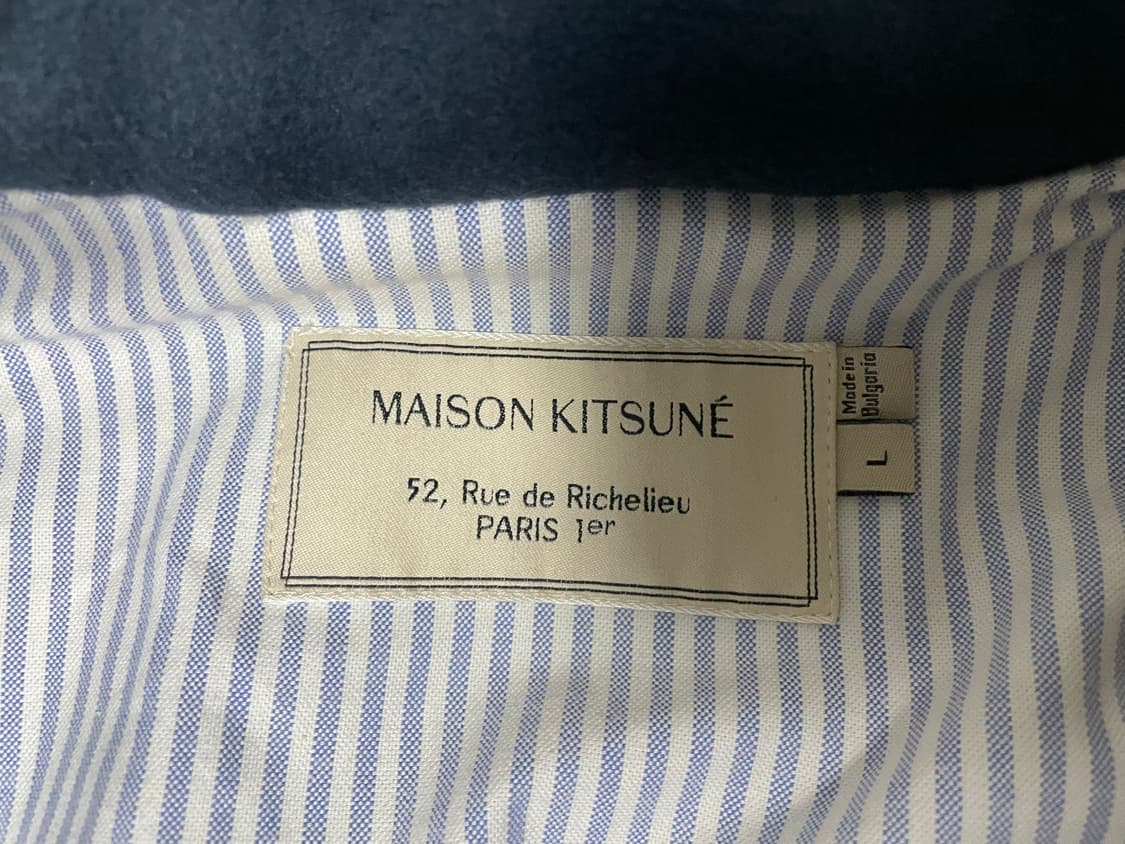 MAISON KITSUNÉ
52, Rue de Richelieu
PARIS 1er
Made in
Bulgaria
L